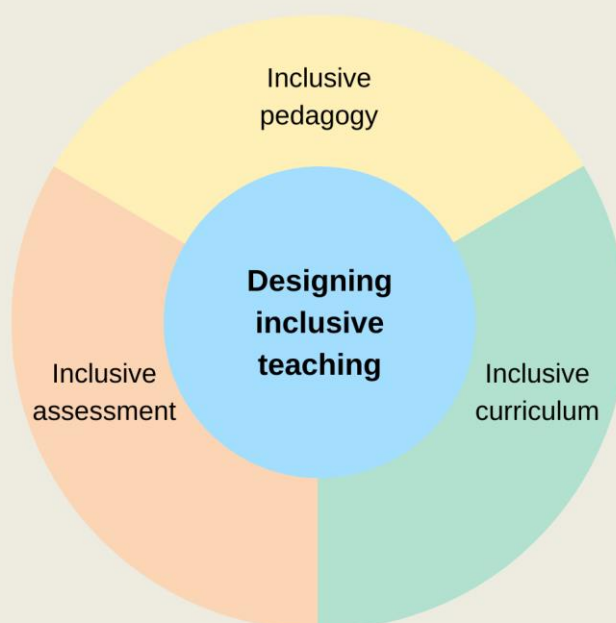 Inclusive
pedagogy
Designing
inclusive
teaching
Inclusive
assessment
Inclusive
curriculum